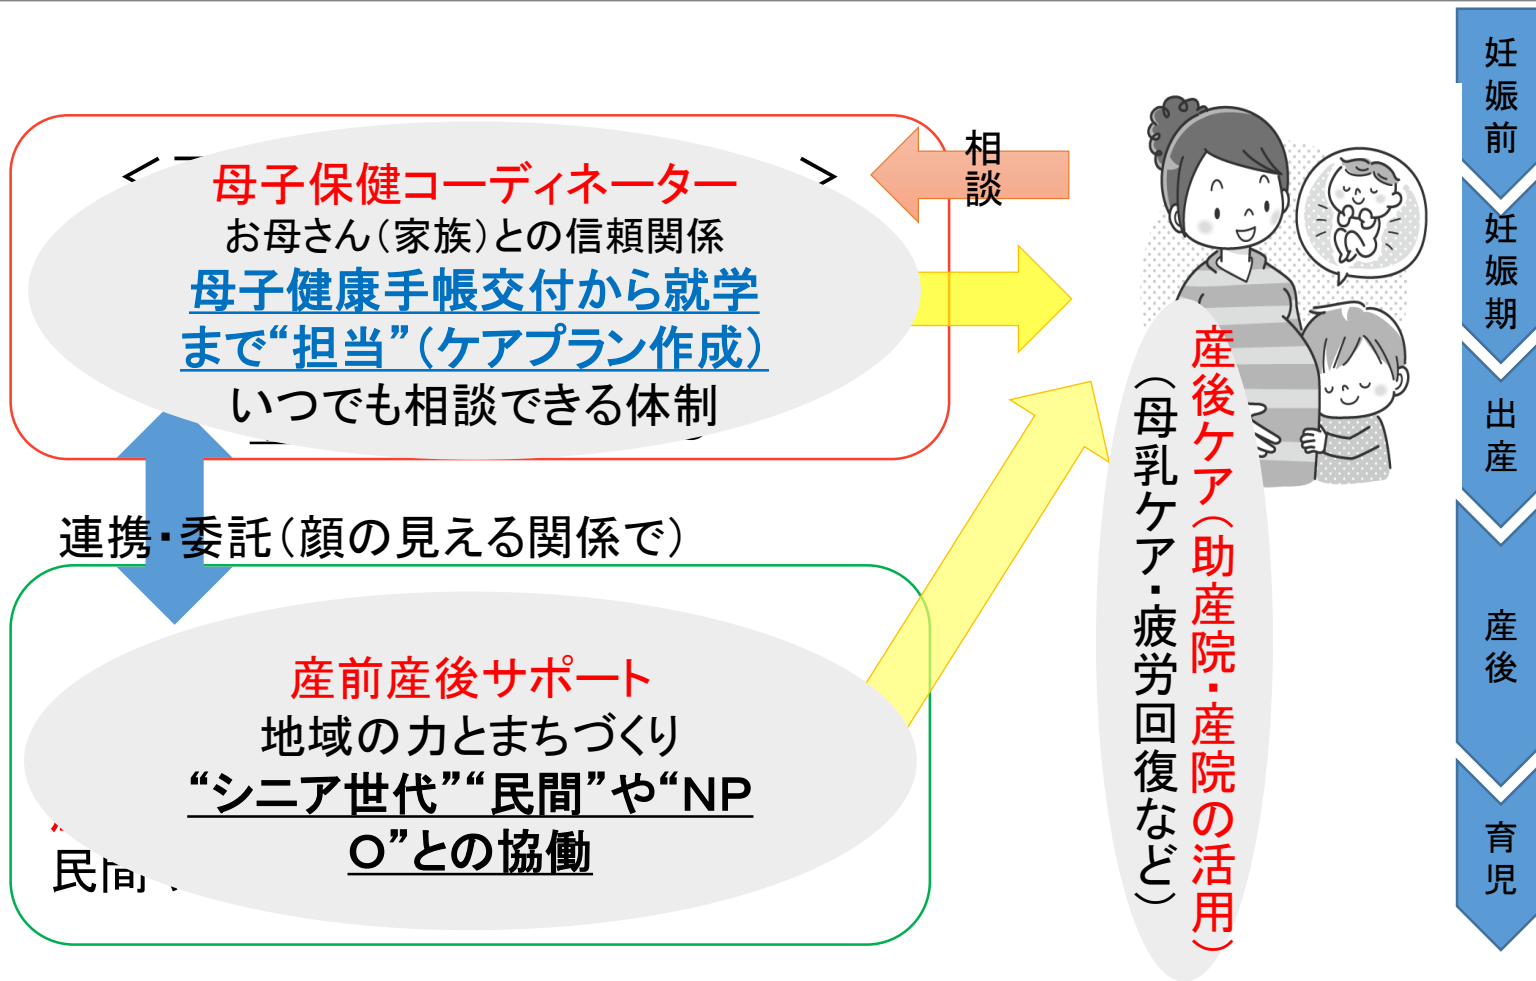 母子保健コーディネーター
お母さん（家族）との信頼関係
母子健康手帳交付から就学
まで“担当”（ケアプラン作成）
いつでも相談できる体制
相談
連携・委託（顔の見える関係で）
産前産後サポート
地域の力とまちづくり
“シニア世代”“民間”や“NP
O”との協働
民間
産後ケア（助産院・産院の活用）
（母乳ケア・疲労回復など）
妊娠前
妊娠期
出産
産後
育児